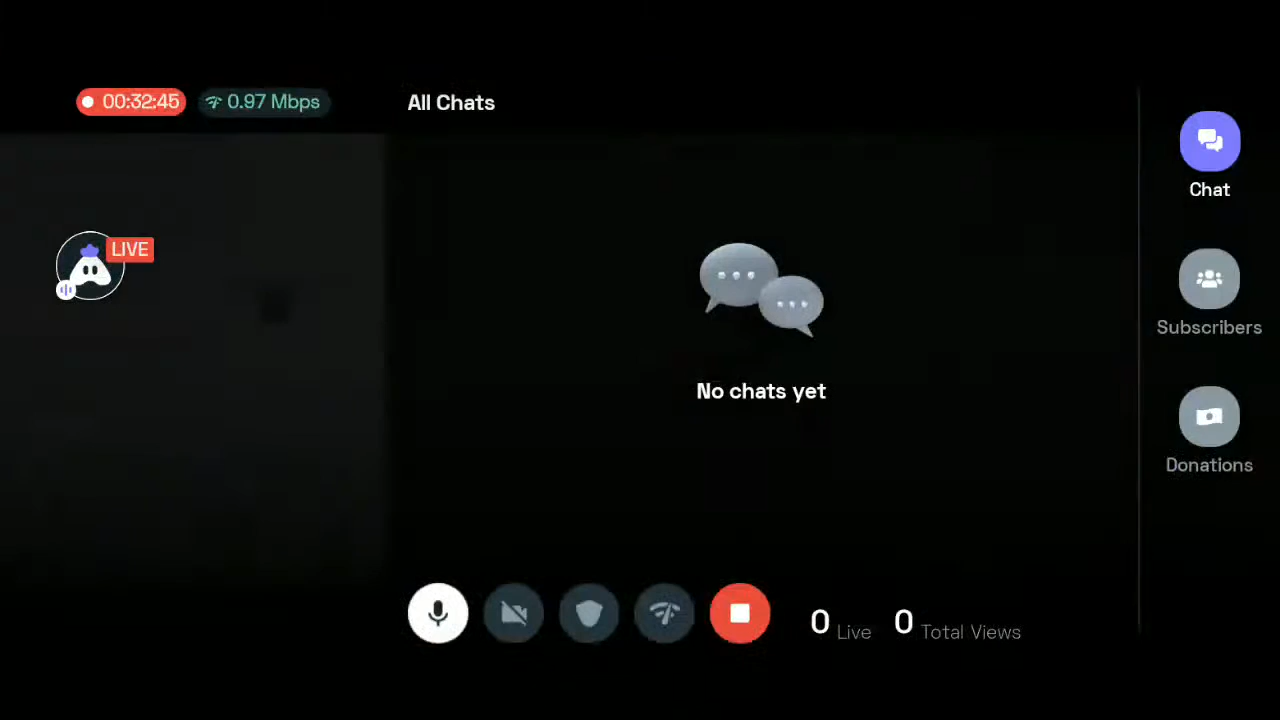 00:32:45
0.97 Mbps
All Chats
Chat
LIVE
Subscribers
No chats yet
Donations
0 Live
0 Total Views